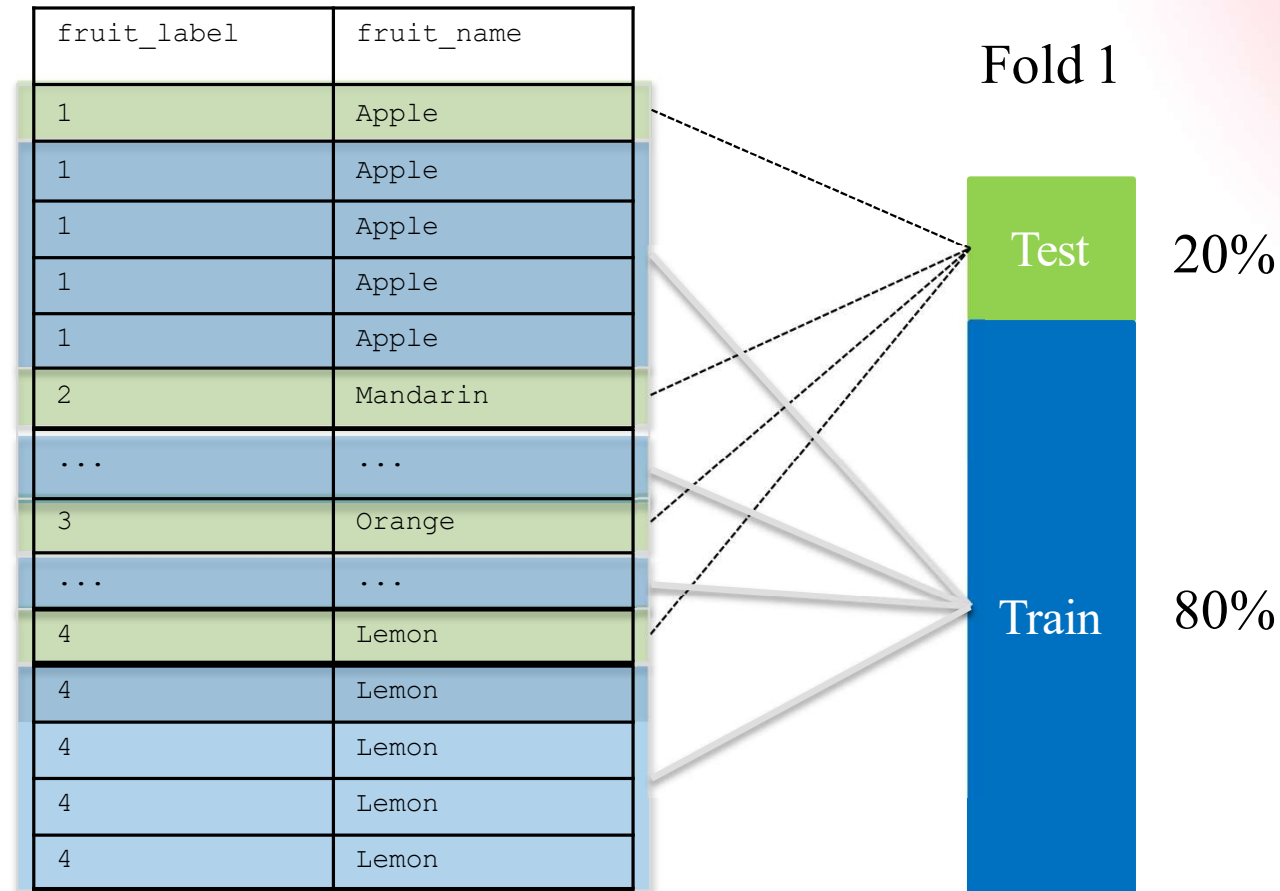 fruit_label fruit_name
1 Apple
1 Apple
1 Apple
1 Apple
1 Apple
2 Mandarin
... ...
3 Orange
... ...
4 Lemon
4 Lemon
4 Lemon
4 Lemon
4 Lemon
Fold 1
Test 20%
Train 80%